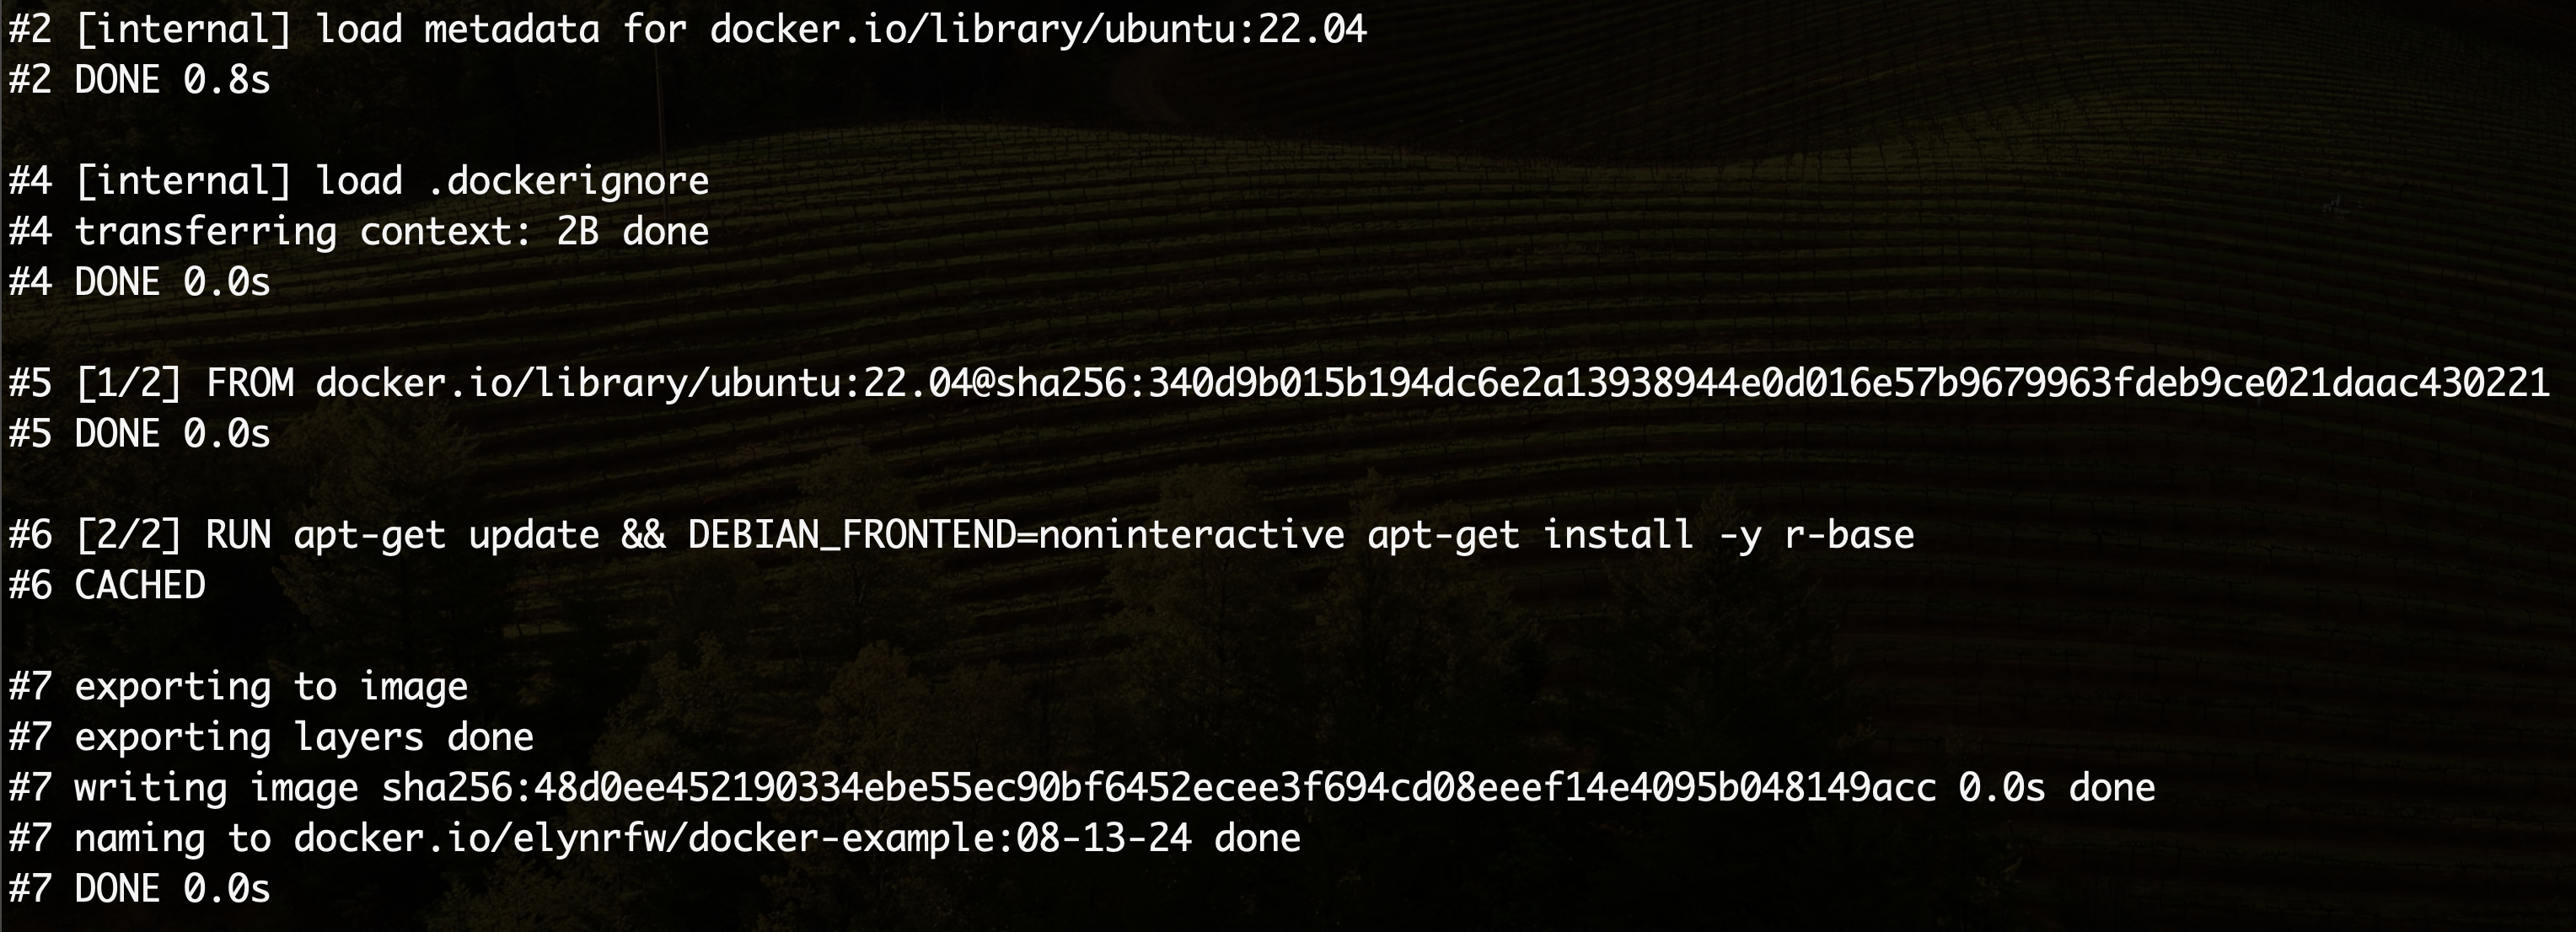 #2 [internal] load metadata for docker.io/library/ubuntu:22.04
#2 DONE 0.8s
#4 [internal] load .dockerignore
#4 transferring context: 2B done
#4 DONE 0.0s
#5 [1/2] FROM docker.io/library/ubuntu:22.04@sha256:340d9b015b194dc6e2a13938944e0d016e57b9679963fdeb9ce021daac430221
#5 DONE 0.0s
#6 [2/2] RUN apt-get update && DEBIAN_FRONTEND=noninteractive apt-get install -y r-base
#6 CACHED
#7 exporting to image
#7 exporting layers done
#7 writing image sha256:48d0ee452190334ebe55ec90bf6452ecee3f694cd08eeef14e4095b048149acc 0.0s done
#7 naming to docker.io/elynrfw/docker-example:08-13-24 done
#7 DONE 0.0s